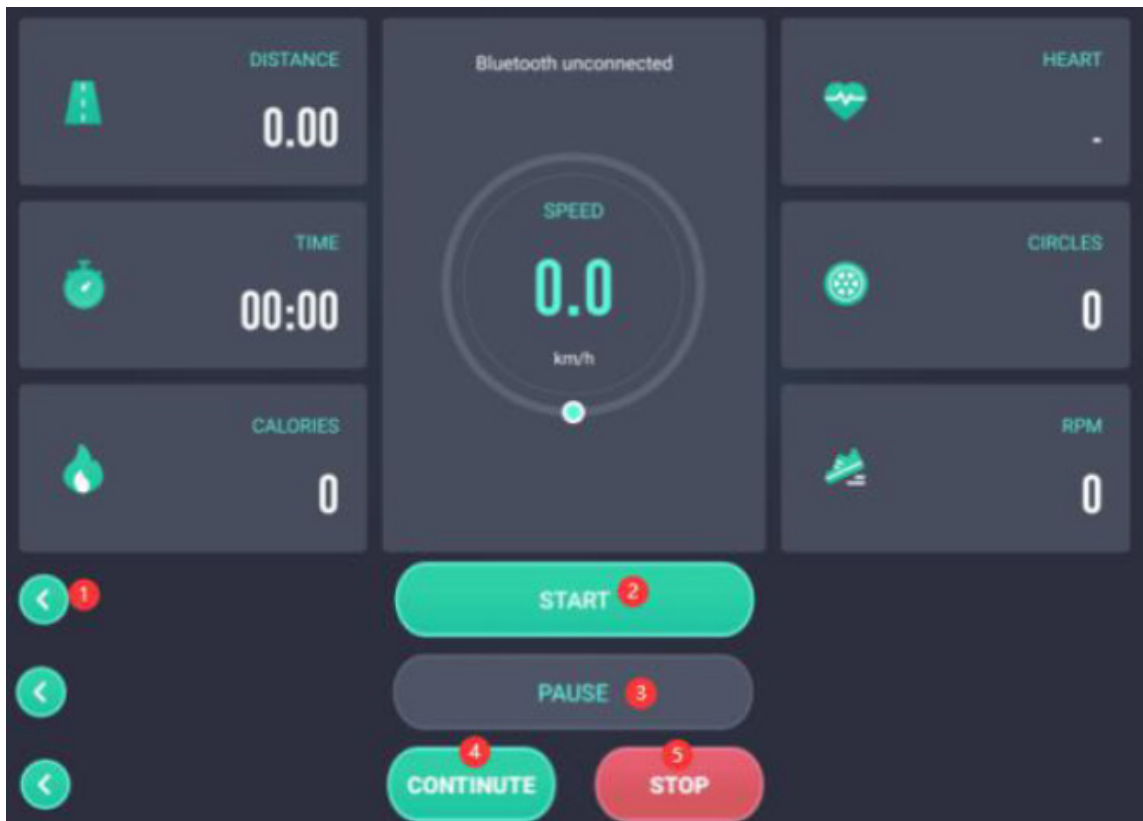 DISTANCE
0.00
Bluetooth unconnected
HEART
-
TIME
00:00
SPEED
0.0
km/h
CIRCLES
0
CALORIES
0
RPM
0
1
START 2
PAUSE 3
4
CONTINUTE
5
STOP